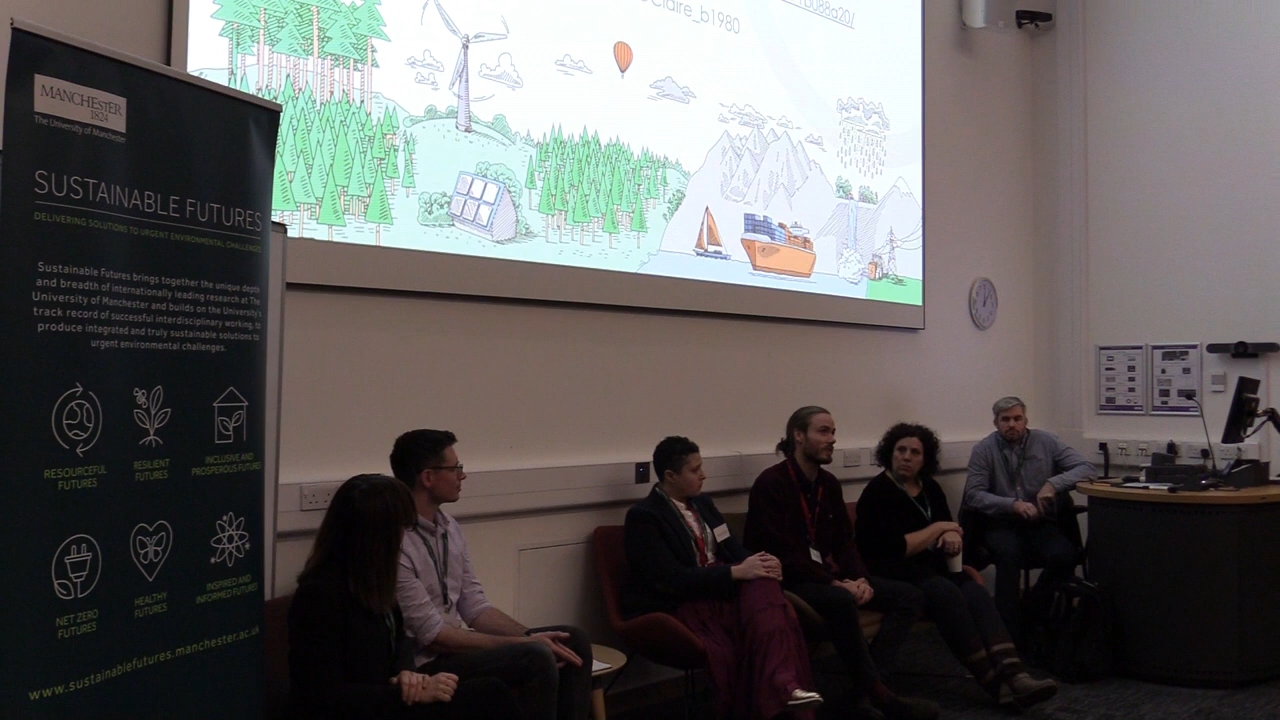 Claire_b1980
b088a20/
MANCHESTER
1824
The University of Manchester
SUSTAINABLE FUTURES
DELIVERING SOLUTIONS TO URGENT ENVIRONMENTAL CHALLENGES
Sustainable Futures brings together the unique depth
and breadth of internationally leading research at The
University of Manchester and builds on the University's
track record of successful interdisciplinary working, to
produce integrated and truly sustainable solutions to
urgent environmental challenges.
RESOURCEFUL
FUTURES
RESILIENT
FUTURES
INCLUSIVE AND
PROSPEROUS FUTURES
NET ZERO
FUTURES
HEALTHY
FUTURES
INSPIRED AND
INFORMED FUTURES
www.sustainablefutures.manchester.ac.uk